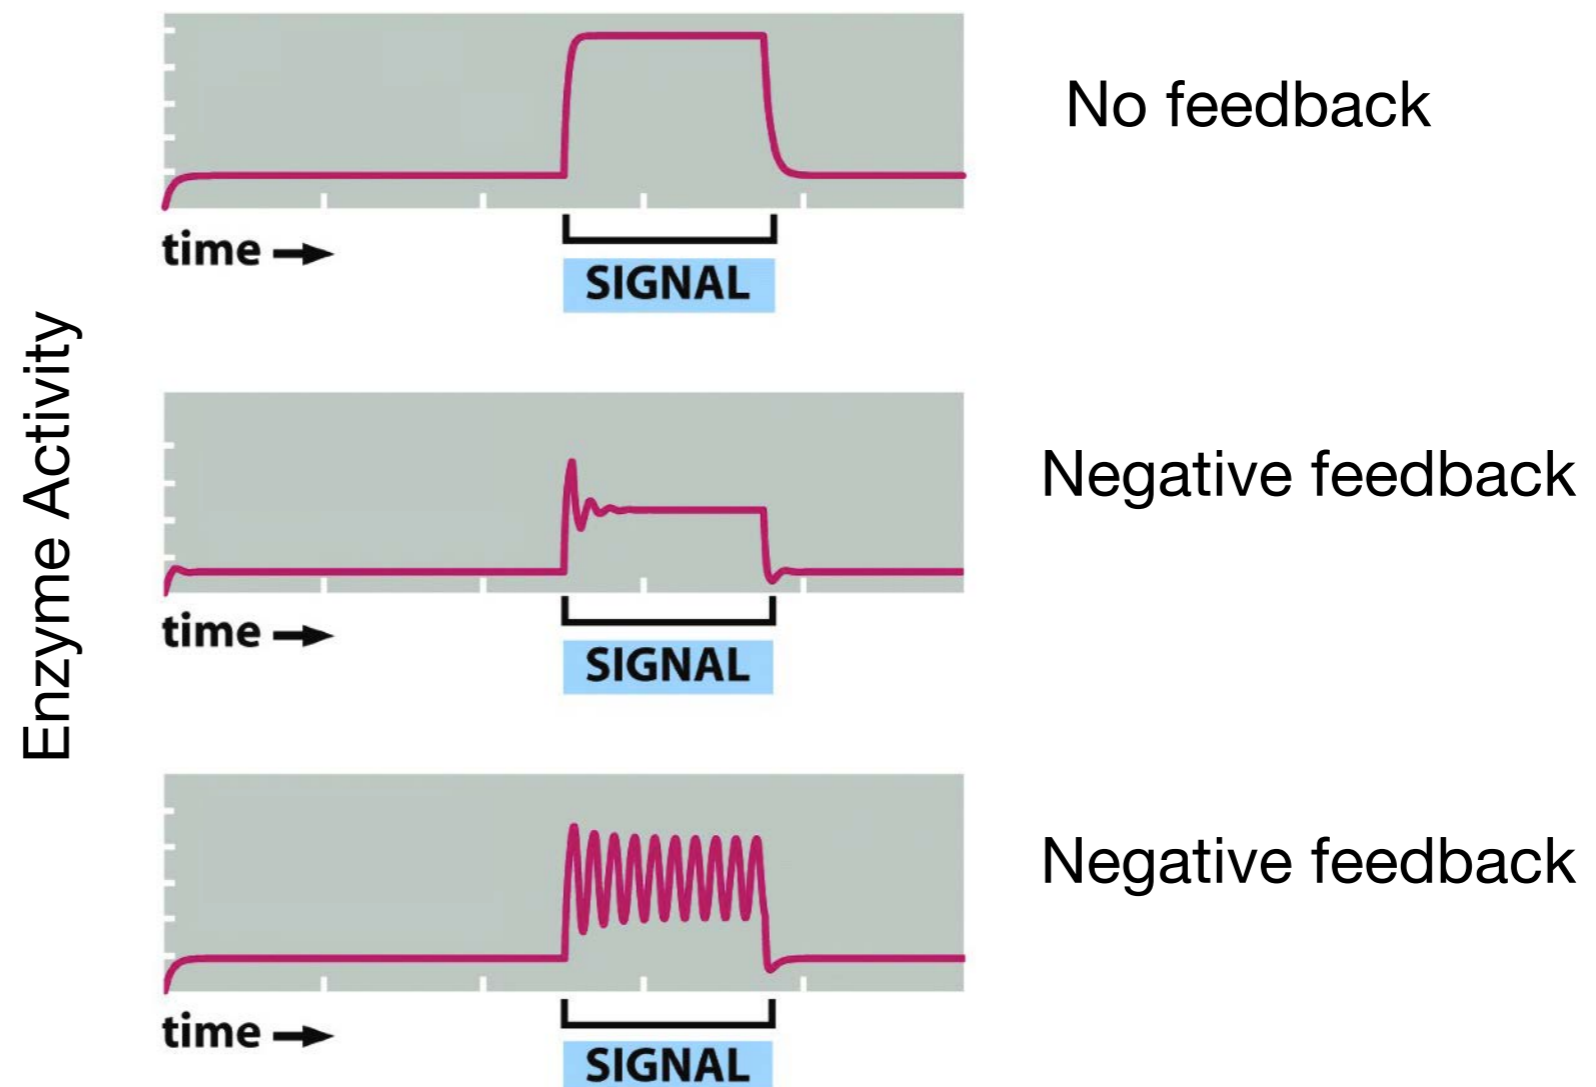 Enzyme Activity
No feedback
time →
SIGNAL
Negative feedback
time →
SIGNAL
Negative feedback
time →
SIGNAL